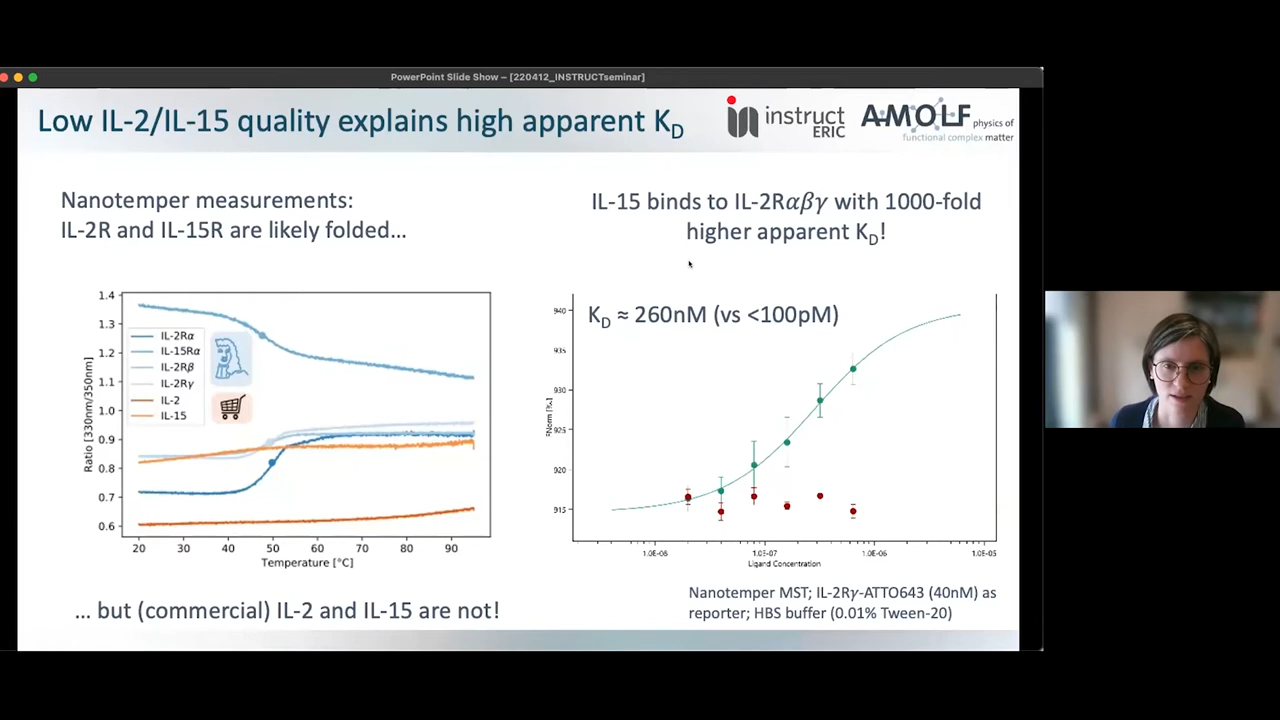 PowerPoint Slide Show – [220412_INSTRUCTseminar]
Low IL-2/IL-15 quality explains high apparent KD
instruct
ERIC
AMOLF
physics of
functional complex matter
Nanotemper measurements:
IL-2R and IL-15R are likely folded...
IL-15 binds to IL-2Rαβγ with 1000-fold
higher apparent KD!
1.4
1.3
1.2
1.1
1.0
0.9
0.8
0.7
0.6
Ratio [330nm/350nm]
IL-2Rα
IL-15Rα
IL-2Rβ
IL-2Rγ
IL-2
IL-15
20 30 40 50 60 70 80 90
Temperature [°C]
KD ≈ 260nM (vs <100pM)
940
935
930
925
920
915
Fnorm [‰]
1.0E-08 1.0E-07 1.0E-06 1.0E-05
Ligand Concentration
... but (commercial) IL-2 and IL-15 are not!
Nanotemper MST; IL-2Rγ-ATTO643 (40nM) as
reporter; HBS buffer (0.01% Tween-20)